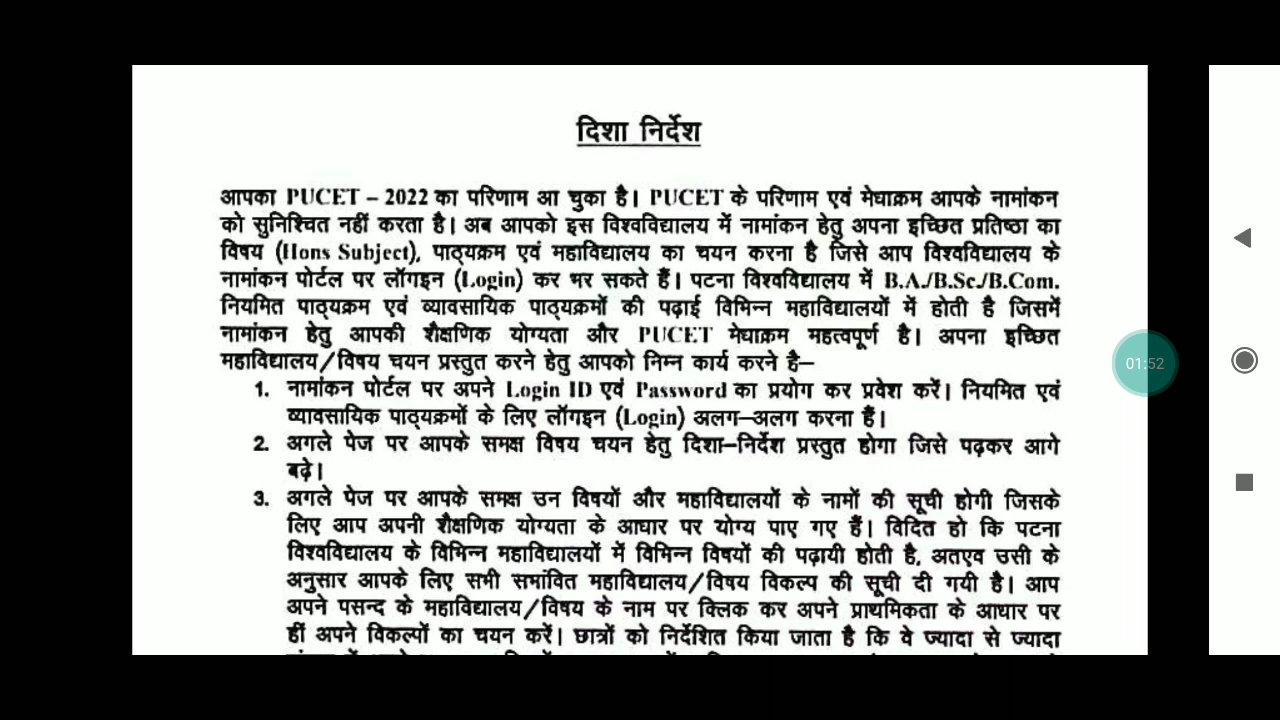 दिशा निर्देश
आपका PUCET – 2022 का परिणाम आ चुका है। PUCET के परिणाम एवं मेधाक्रम आपके नामांकन
को सुनिश्चित नहीं करता है। अब आपको इस विश्वविद्यालय में नामांकन हेतु अपना इच्छित प्रतिष्ठा का
विषय (Hons Subject), पाठ्यक्रम एवं महाविद्यालय का चयन करना है जिसे आप विश्वविद्यालय के
नामांकन पोर्टल पर लॉगइन (Login) कर भर सकते हैं। पटना विश्वविद्यालय में B.A./B.Sc./B.Com.
नियमित पाठ्यक्रम एवं व्यावसायिक पाठ्यक्रमों की पढ़ाई विभिन्न महाविद्यालयों में होती है जिसमें
नामांकन हेतु आपकी शैक्षणिक योग्यता और PUCET मेधाक्रम महत्वपूर्ण है। अपना इच्छित
महाविद्यालय/विषय चयन प्रस्तुत करने हेतु आपको निम्न कार्य करने है–
1. नामांकन पोर्टल पर अपने Login ID एवं Password का प्रयोग कर प्रवेश करें। नियमित एवं
व्यावसायिक पाठ्यक्रमों के लिए लॉगइन (Login) अलग–अलग करना हैं।
2. अगले पेज पर आपके समक्ष विषय चयन हेतु दिशा–निर्देश प्रस्तुत होगा जिसे पढ़कर आगे
बढ़े।
3. अगले पेज पर आपके समक्ष उन विषयों और महाविद्यालयों के नामों की सूची होगी जिसके
लिए आप अपनी शैक्षणिक योग्यता के आधार पर योग्य पाए गए हैं। विदित हो कि पटना
विश्वविद्यालय के विभिन्न महाविद्यालयों में विभिन्न विषयों की पढ़ायी होती है, अतएव उसी के
अनुसार आपके लिए सभी समांवित महाविद्यालय/विषय विकल्प की सूची दी गयी है। आप
अपने पसन्द के महाविद्यालय/विषय के नाम पर क्लिक कर अपने प्राथमिकता के आधार पर
हीं अपने विकल्पों का चयन करें। छात्रों को निर्देशित किया जाता है कि वे ज्यादा से ज्यादा
01:52